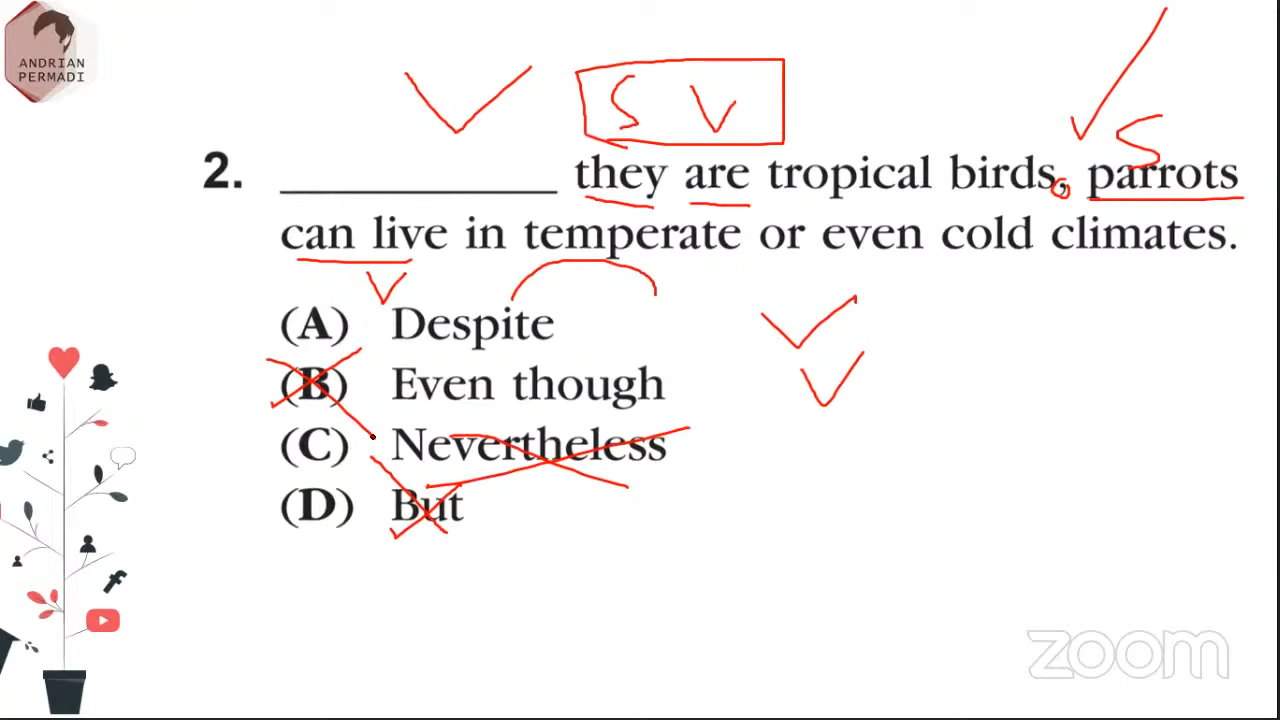 ANDRIAN
PERMADI
S V
S
2. ______________ they are tropical birds, parrots
can live in temperate or even cold climates.
V
(A) Despite
(B) Even though
(C) Nevertheless
(D) But
zoom